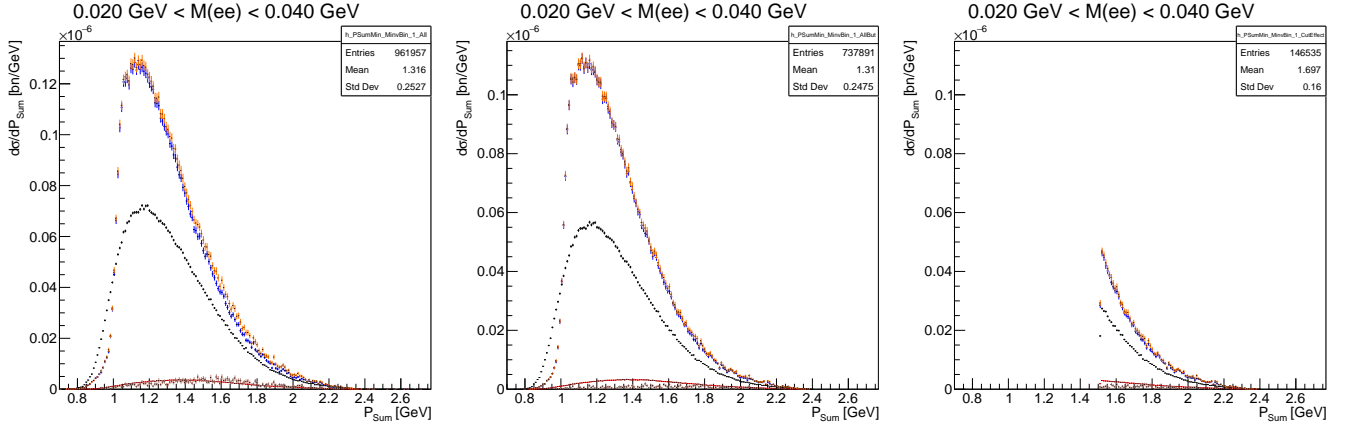 0.020 GeV < M(ee) < 0.040 GeV
×10⁻⁶
h_PSumMin_MinvBin_1_All
Entries 961957
Mean 1.316
Std Dev 0.2527
dσ/dP_Sum [bn/GeV]
0.12
0.1
0.08
0.06
0.04
0.02
0
0.8 1 1.2 1.4 1.6 1.8 2 2.2 2.4 2.6
P_Sum [GeV]
0.020 GeV < M(ee) < 0.040 GeV
×10⁻⁶
h_PSumMin_MinvBin_1_AllBut
Entries 737891
Mean 1.31
Std Dev 0.2475
dσ/dP_Sum [bn/GeV]
0.1
0.08
0.06
0.04
0.02
0
0.8 1 1.2 1.4 1.6 1.8 2 2.2 2.4 2.6
P_Sum [GeV]
0.020 GeV < M(ee) < 0.040 GeV
×10⁻⁶
h_PSumMin_MinvBin_1_CutEffect
Entries 146535
Mean 1.697
Std Dev 0.16
dσ/dP_Sum [bn/GeV]
0.1
0.08
0.06
0.04
0.02
0
0.8 1 1.2 1.4 1.6 1.8 2 2.2 2.4 2.6
P_Sum [GeV]